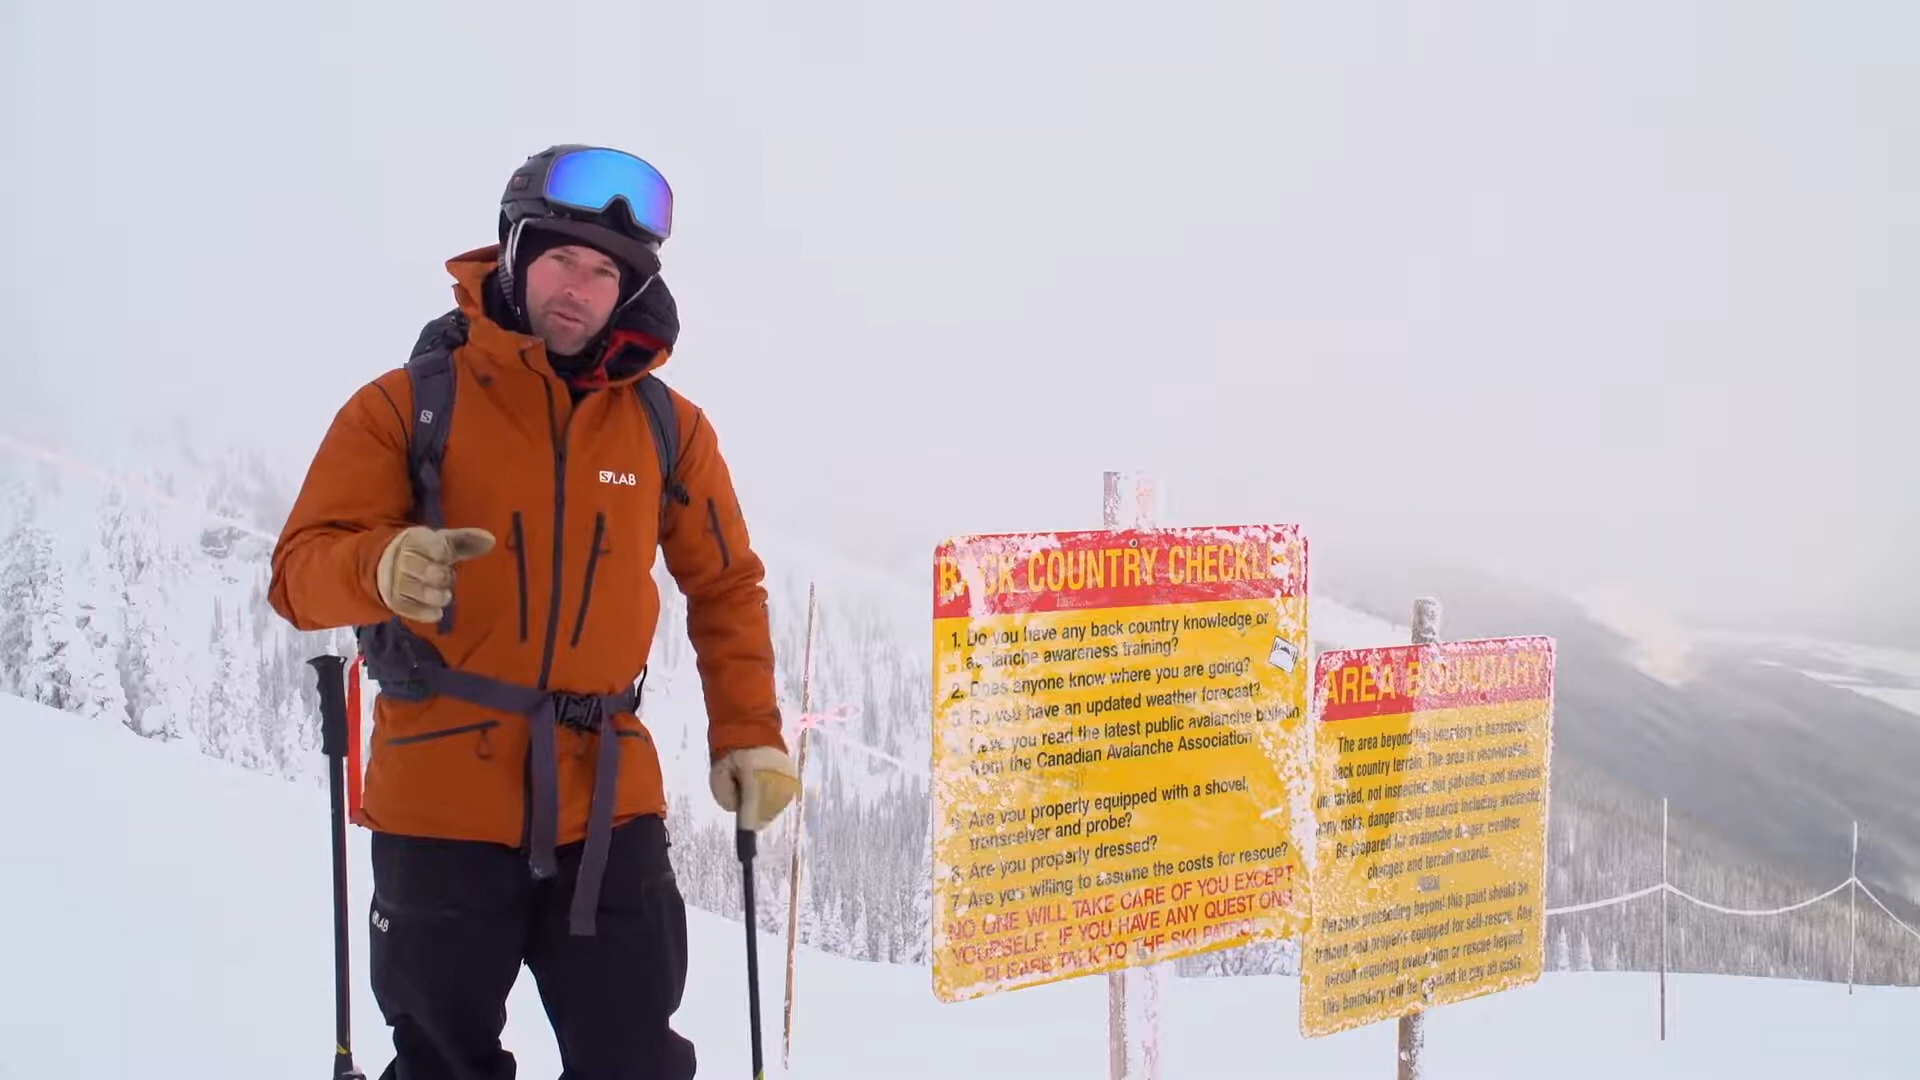 S/LAB
S
S/LAB
BACK COUNTRY CHECKLIST
1. Do you have any back country knowledge or
avalanche awareness training?
2. Does anyone know where you are going?
3. Do you have an updated weather forecast?
4. Have you read the latest public avalanche bulletin
from the Canadian Avalanche Association
5. Are you properly equipped with a shovel,
transceiver and probe?
6. Are you properly dressed?
7. Are you willing to assume the costs for rescue?
NO ONE WILL TAKE CARE OF YOU EXCEPT
YOURSELF. IF YOU HAVE ANY QUESTIONS
PLEASE TALK TO THE SKI PATROL
AREA BOUNDARY
The area beyond this boundary is hazardous
back country terrain. The area is uncontrolled,
unmarked, not inspected, not patrolled, and involves
many risks, dangers and hazards including avalanche.
Be prepared for avalanche danger, weather
changes and terrain hazards.
Persons proceeding beyond this point should be
trained and properly equipped for self-rescue. Any
person requiring evacuation or rescue beyond
this boundary will be required to pay all costs